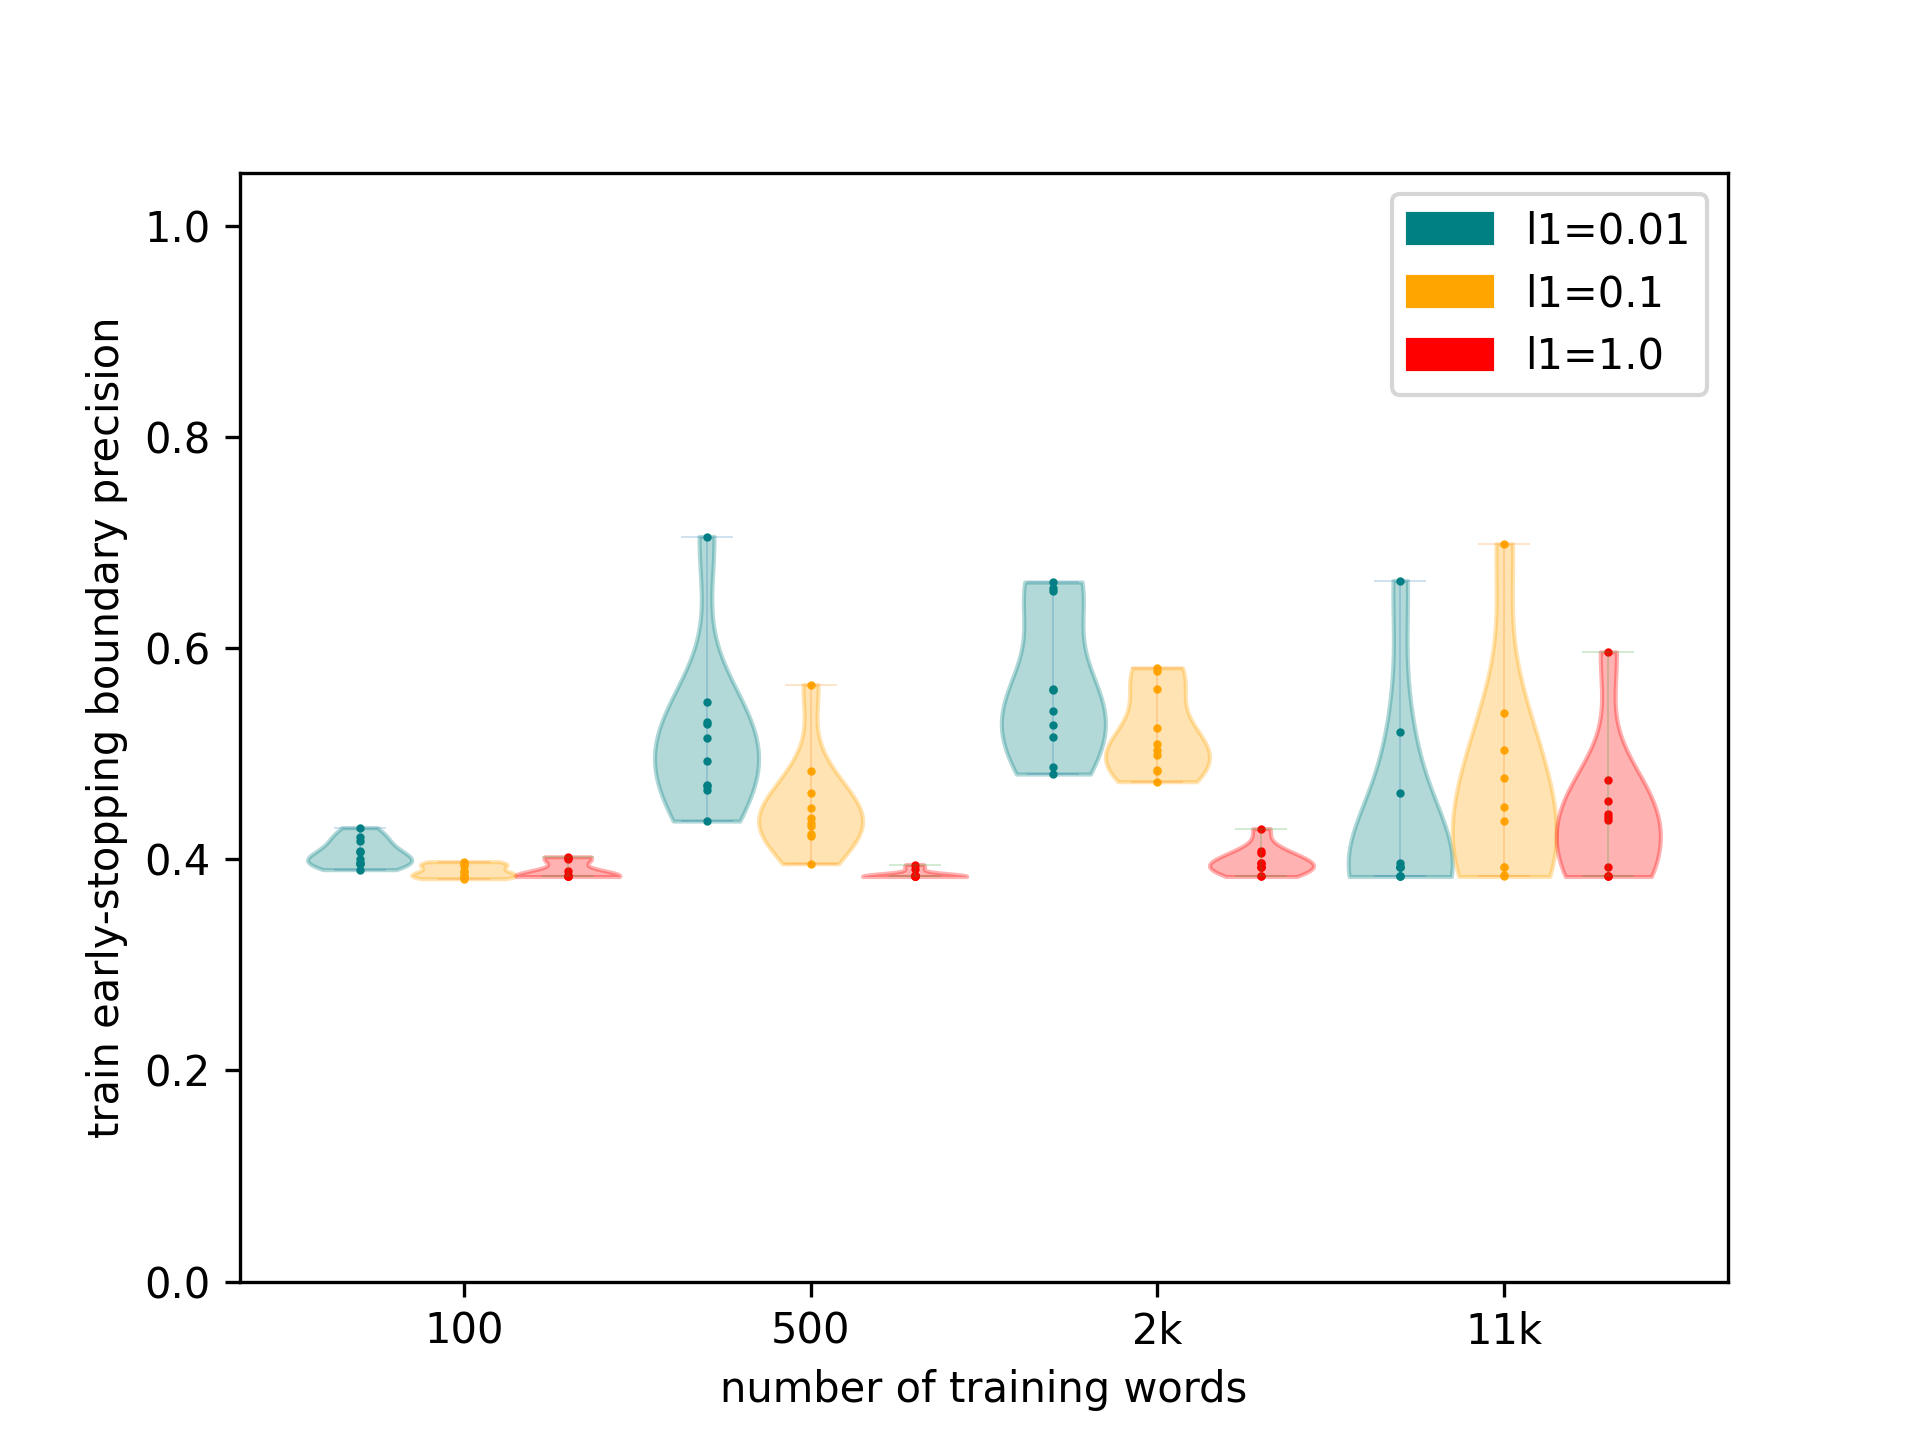 l1=0.01
l1=0.1
l1=1.0
1.0
0.8
0.6
0.4
0.2
0.0
train early-stopping boundary precision
100 500 2k 11k
number of training words